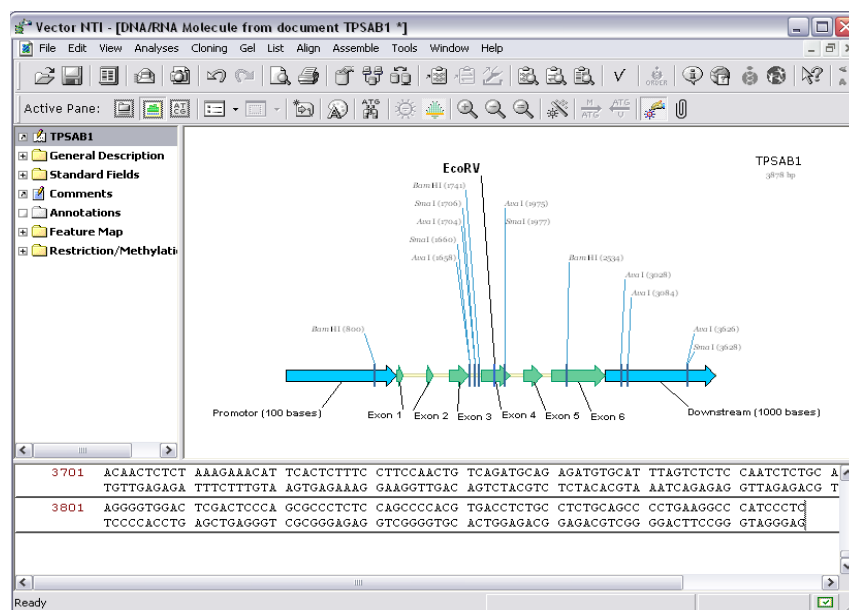 Vector NTI - [DNA/RNA Molecule from document TPSAB1 *]
File Edit View Analyses Cloning Gel List Align Assemble Tools Window Help
Active Pane:
TPSAB1
General Description
Standard Fields
Comments
Annotations
Feature Map
Restriction/Methylati
TPSAB1
3878 bp
EcoRV
BamHI (1741)
SmaI (1706)
AvaI (1704)
SmaI (1660)
AvaI (1658)
AvaI (1975)
SmaI (1977)
BamHI (2534)
AvaI (3028)
AvaI (3084)
BamHI (800)
AvaI (3626)
SmaI (3628)
Promotor (100 bases)
Exon 1
Exon 2
Exon 3
Exon 4
Exon 5
Exon 6
Downstream (1000 bases)
3701 ACAACTCTCT AAAGAAACAT TCACTCTTTC CTTCCAACTG TCAGATGCAG AGATGTGCAT TTAGTCTCTC CAATCTCTGC A
TGTTGAGAGA TTTCTTTGTA AGTGAGAAAG GAAGGTTGAC AGTCTACGTC TCTACACGTA AATCAGAGAG GTTAGAGACG T
3801 AGGGGTGGAC TCGACTCCCA GCGCCCTCTC CAGCCCCACG TGACCTCTGC CTCTGCAGCC CCTGAAGGCC CATCCCTC
TCCCCACCTG AGCTGAGGGT CGCGGGAGAG GTCGGGGTGC ACTGGAGACG GAGACGTCGG GGACTTCCGG GTAGGGAG
Ready